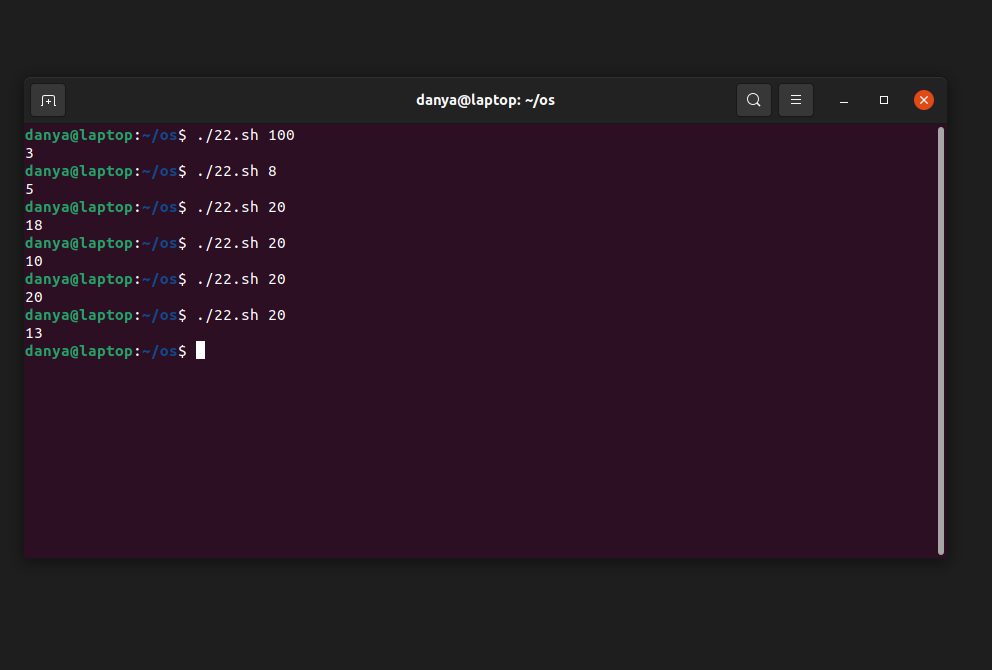 danya@laptop: ~/os
danya@laptop:~/os$ ./22.sh 100
3
danya@laptop:~/os$ ./22.sh 8
5
danya@laptop:~/os$ ./22.sh 20
18
danya@laptop:~/os$ ./22.sh 20
10
danya@laptop:~/os$ ./22.sh 20
20
danya@laptop:~/os$ ./22.sh 20
13
danya@laptop:~/os$